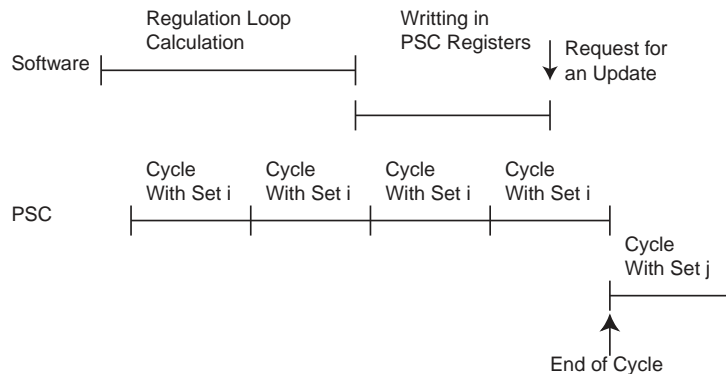 Regulation Loop
Calculation
Writting in
PSC Registers
Request for
an Update
Software
Cycle
With Set i
Cycle
With Set i
Cycle
With Set i
Cycle
With Set i
PSC
Cycle
With Set j
End of Cycle